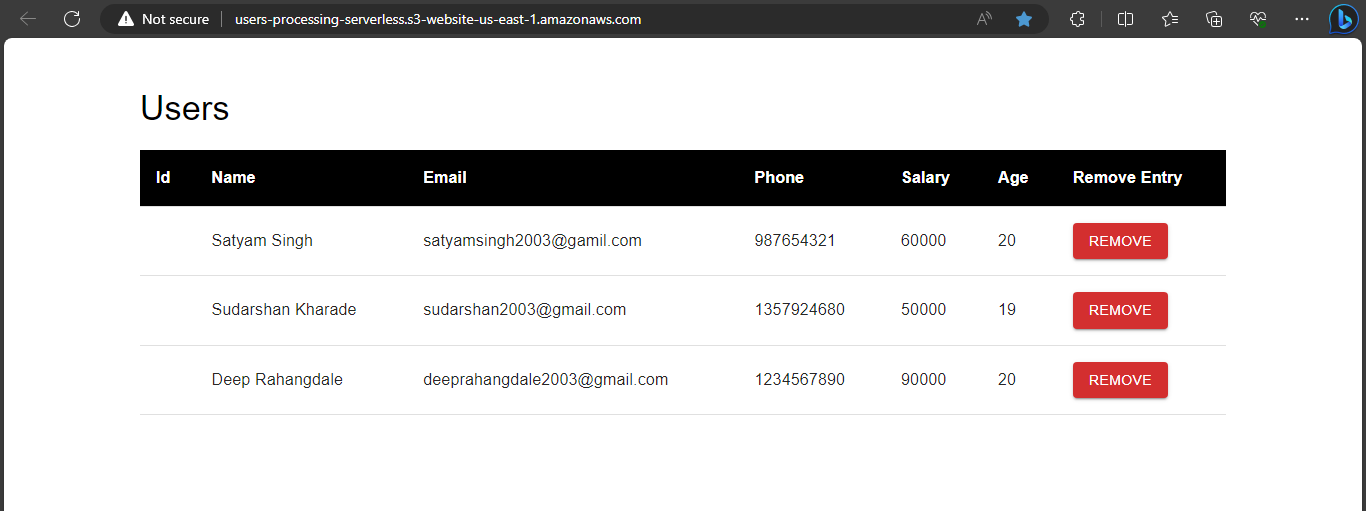 Not secure users-processing-serverless.s3-website-us-east-1.amazonaws.com
Users
Id Name Email Phone Salary Age Remove Entry
Satyam Singh satyamsingh2003@gamil.com 987654321 60000 20 REMOVE
Sudarshan Kharade sudarshan2003@gmail.com 1357924680 50000 19 REMOVE
Deep Rahangdale deeprahangdale2003@gmail.com 1234567890 90000 20 REMOVE